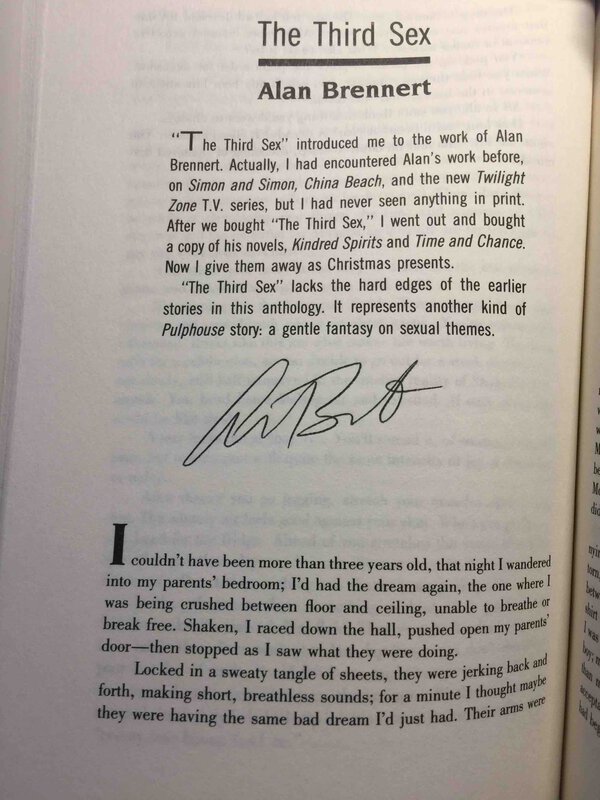 The Third Sex
Alan Brennert
"The Third Sex" introduced me to the work of Alan
Brennert. Actually, I had encountered Alan's work before,
on Simon and Simon, China Beach, and the new Twilight
Zone T.V. series, but I had never seen anything in print.
After we bought "The Third Sex," I went out and bought
a copy of his novels, Kindred Spirits and Time and Chance.
Now I give them away as Christmas presents.
"The Third Sex" lacks the hard edges of the earlier
stories in this anthology. It represents another kind of
Pulphouse story: a gentle fantasy on sexual themes.
I couldn't have been more than three years old, that night I wandered
into my parents' bedroom; I'd had the dream again, the one where I
was being crushed between floor and ceiling, unable to breathe or
break free. Shaken, I raced down the hall, pushed open my parents'
door—then stopped as I saw what they were doing.
Locked in a sweaty tangle of sheets, they were jerking back and
forth, making short, breathless sounds; for a minute I thought maybe
they were having the same bad dream I'd just had. Their arms were